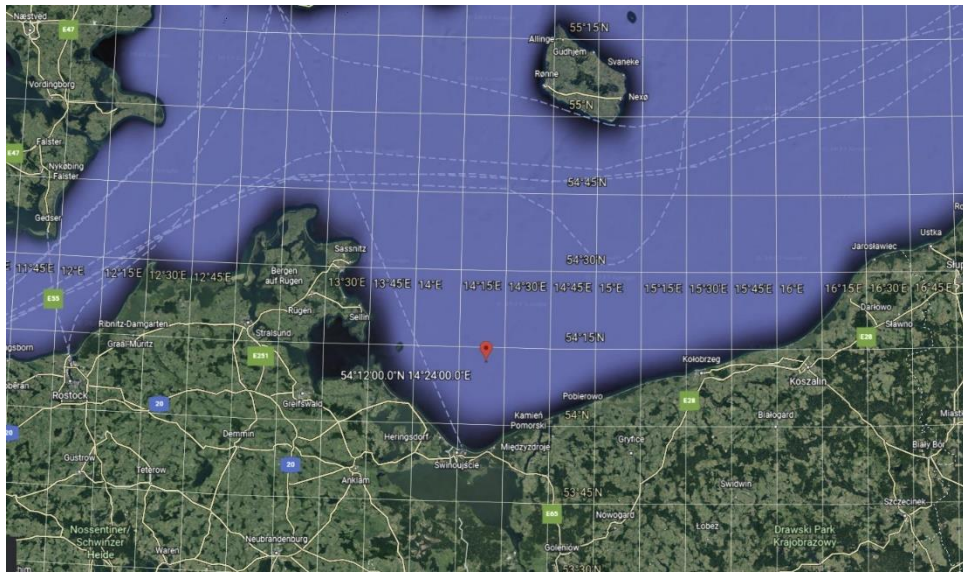 Næstved
E47
55°15'N
Allinge
Gudhjem
Svaneke
Vordingborg
Rønne
Nexø
55°N
Falster
E47
Nykøbing
Falster
54°45'N
Gedser
Ustka
Sassnitz
Jarosławiec
54°30'N
11°45'E 12°E 12°15'E 12°30'E 12°45'E 13°30'E 13°45'E 14°E 14°15'E 14°30'E 14°45'E 15°E 15°15'E 15°30'E 15°45'E 16°E 16°15'E 16°30'E 16°45'E
Bergen
auf Rügen
E55
Rügen
Sellin
Darłowo
Ribnitz-Damgarten
Sławno
Graal-Müritz
Stralsund
54°15'N
E28
E251
Kołobrzeg
54°12'00.0"N 14°24'00.0"E
Koszalin
Rostock
Pobierowo
20
Greifswald
E28
Kamień
Pomorski
54°N
Białogard
Demmin
Heringsdorf
Międzyzdroje
Gryfice
Biały Bór
Güstrow
Teterow
20
Anklam
Świnoujście
Świdwin
53°45'N
Szczecinek
E65
Nowogard
Nossentiner/
Schwinzer
Heide
Łobez
Drawski Park
Krajobrazowy
Waren
Neubrandenburg
Goleniów
53°30'N